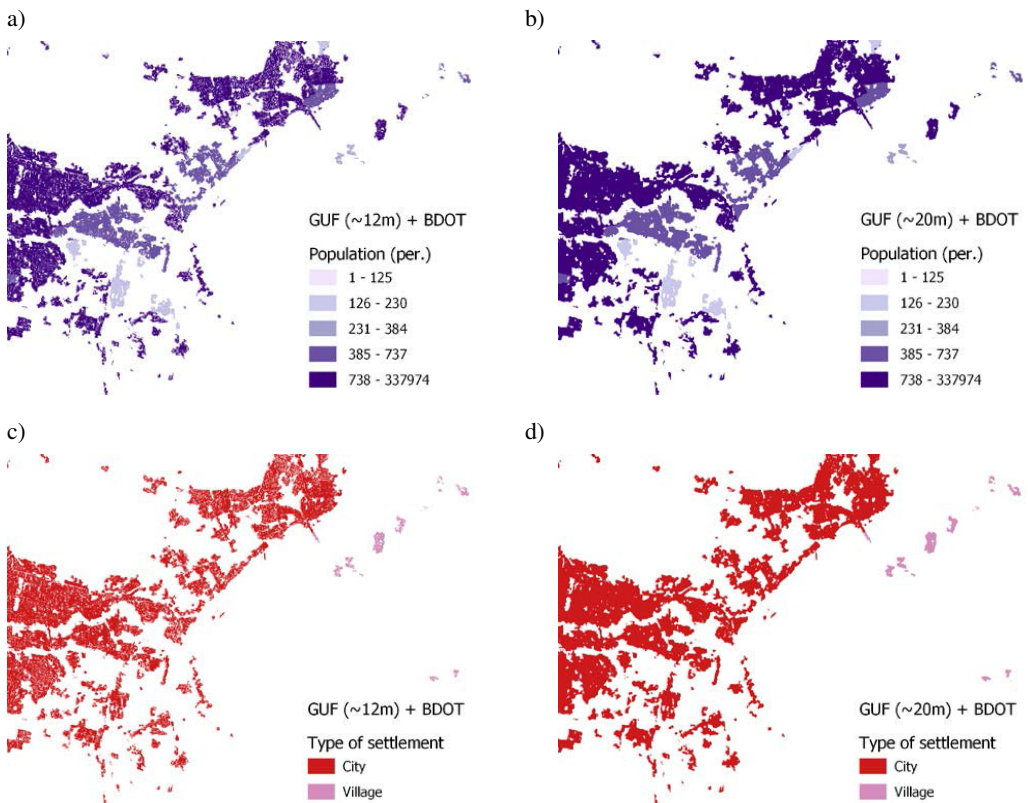 a)
b)
GUF (~12m) + BDOT
Population (per.)
1 - 125
126 - 230
231 - 384
385 - 737
738 - 337974
GUF (~20m) + BDOT
Population (per.)
1 - 125
126 - 230
231 - 384
385 - 737
738 - 337974
c)
d)
GUF (~12m) + BDOT
Type of settlement
City
Village
GUF (~20m) + BDOT
Type of settlement
City
Village